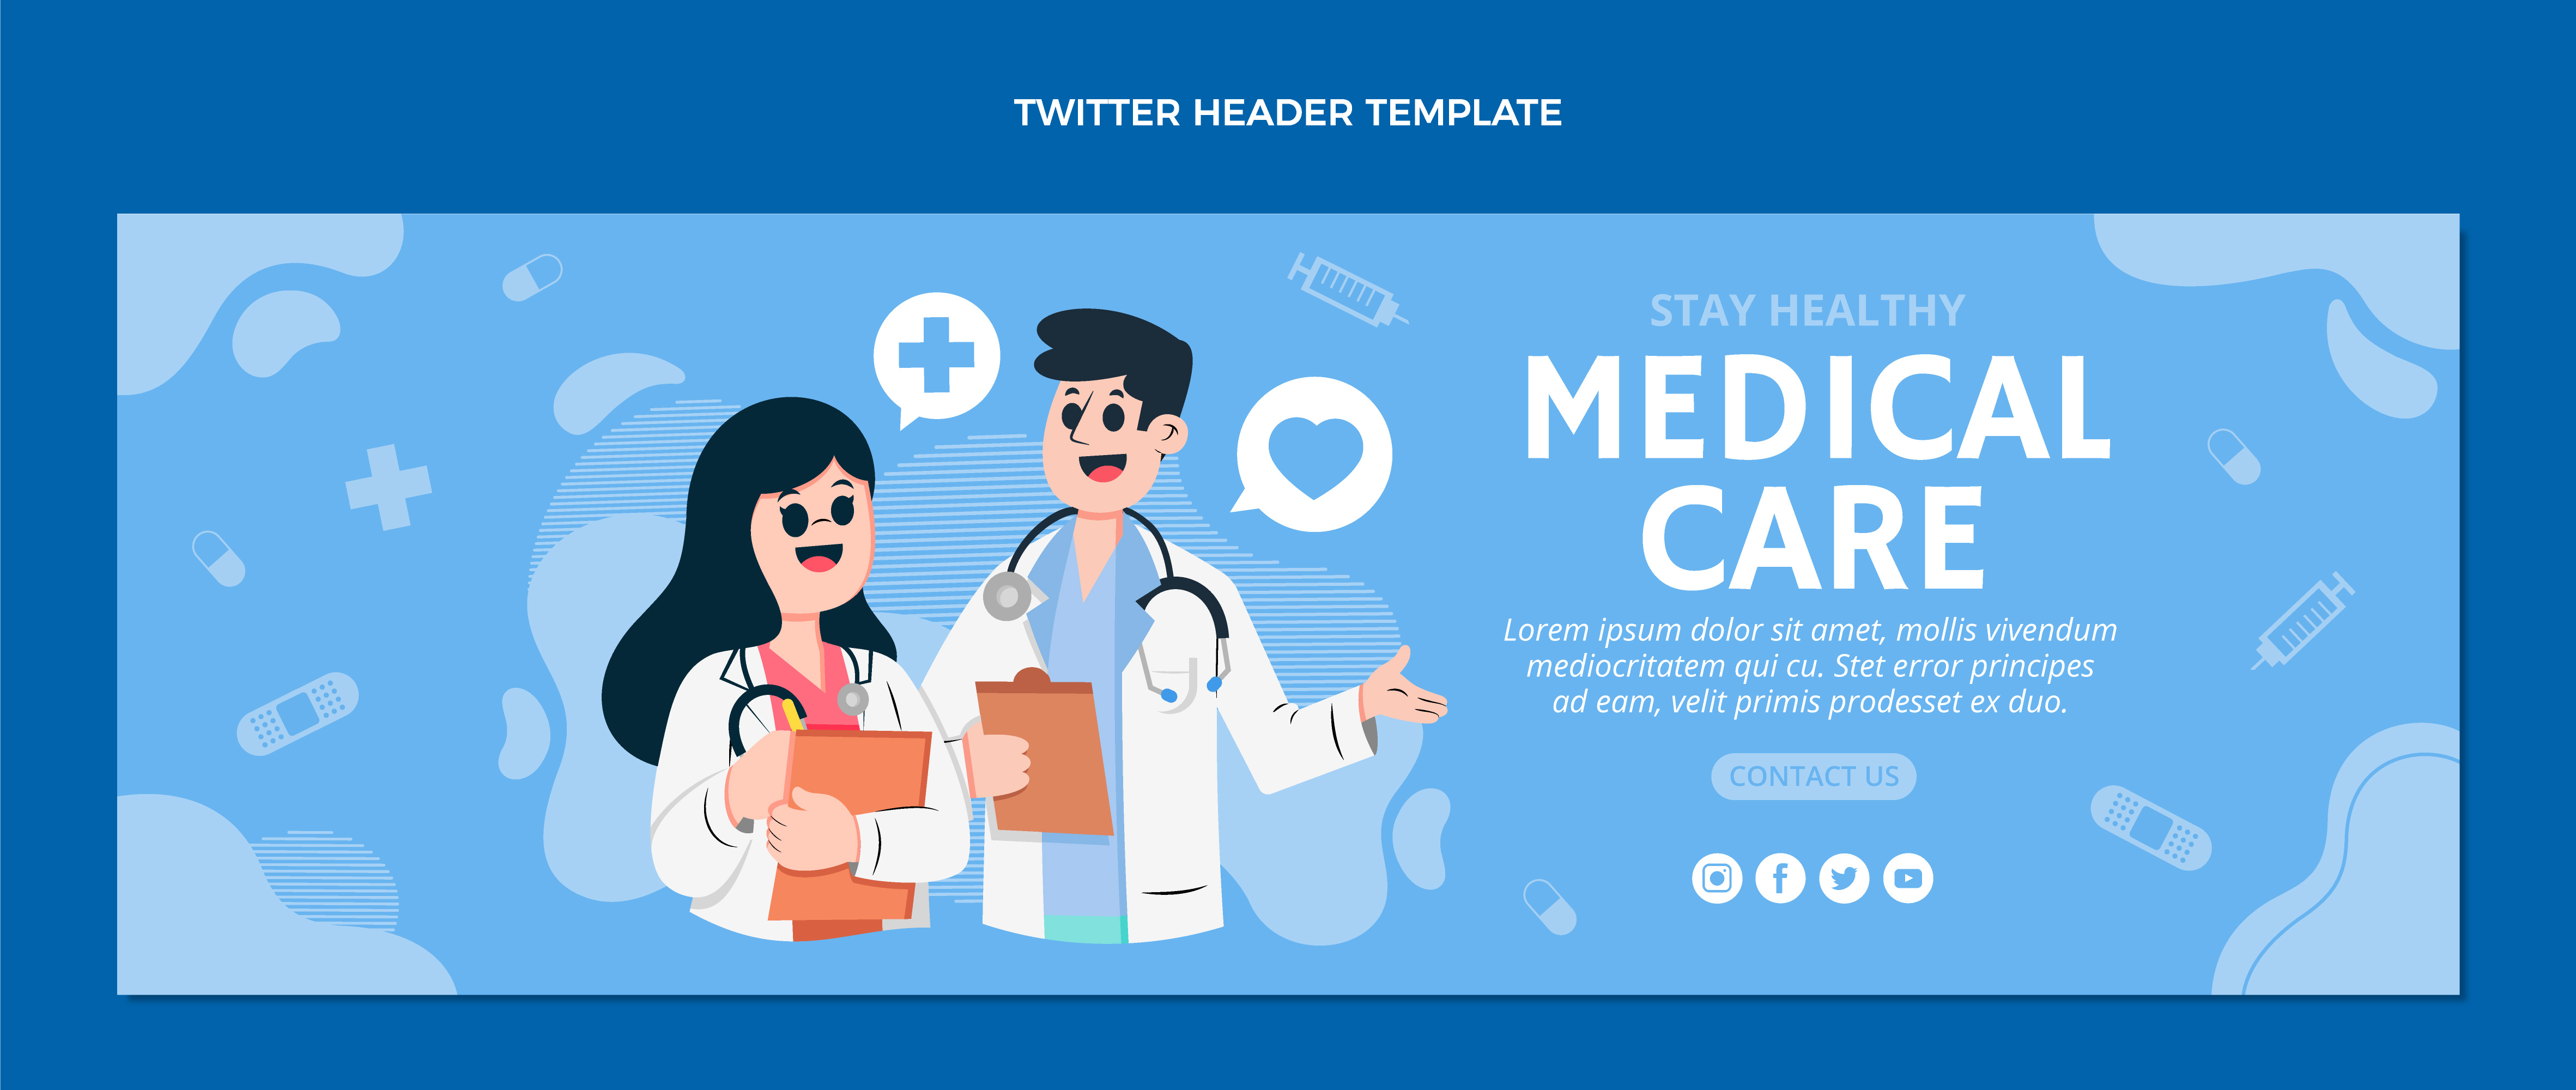 TWITTER HEADER TEMPLATE
STAY HEALTHY
MEDICAL
CARE
Lorem ipsum dolor sit amet, mollis vivendum
mediocritatem qui cu. Stet error principes
ad eam, velit primis prodesset ex duo.
CONTACT US